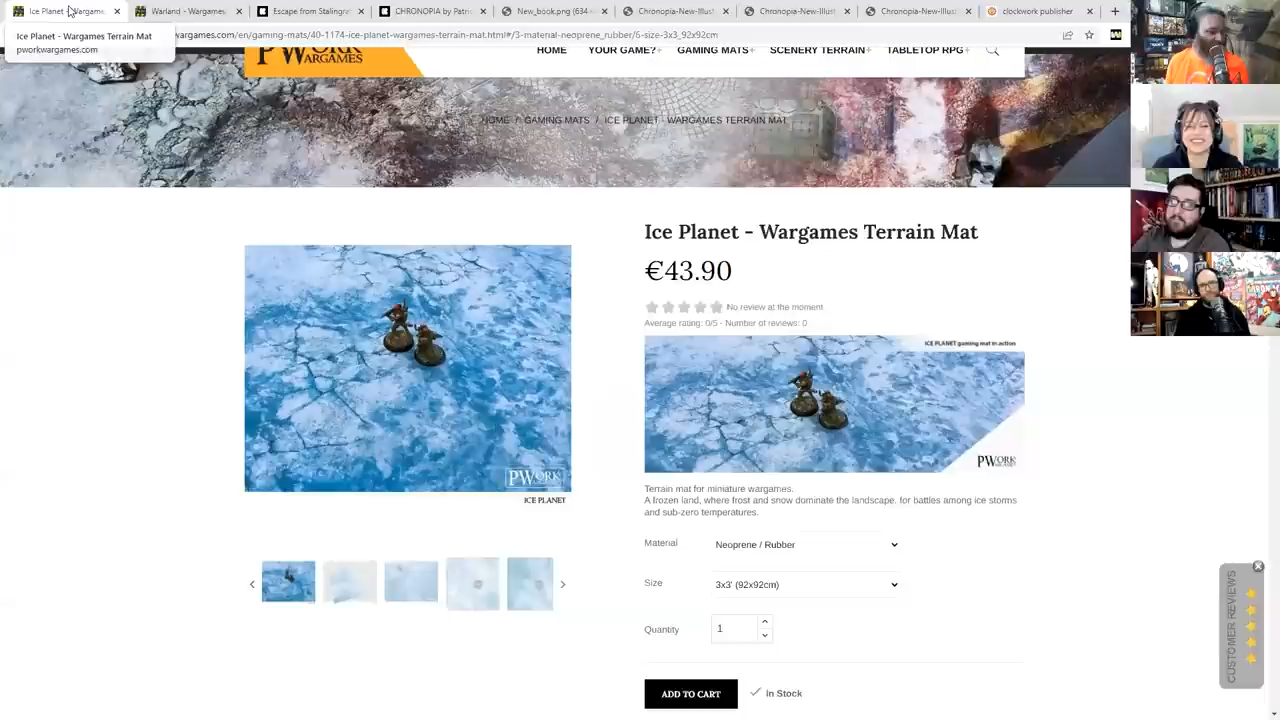 Ice Planet - Wargame
Warland - Wargames
Escape from Stalingra
CHRONOPIA by Patri
New_book.png (634×
Chronopia-New-Illust
Chronopia-New-Illust
Chronopia-New-Illust
clockwork publisher
Ice Planet - Wargames Terrain Mat
pworkwargames.com
wargames.com/en/gaming-mats/40-1174-ice-planet-wargames-terrain-mat.html#/3-material-neoprene_rubber/6-size-3x3_92x92cm
PWORK
WARGAMES
HOME
YOUR GAME?+
GAMING MATS+
SCENERY TERRAIN+
TABLETOP RPG+
HOME / GAMING MATS / ICE PLANET - WARGAMES TERRAIN MAT
Ice Planet - Wargames Terrain Mat
€43.90
No review at the moment
Average rating: 0/5 - Number of reviews: 0
ICE PLANET gaming mat in action
PWORK
PWORK
ICE PLANET
Terrain mat for miniature wargames.
A frozen land, where frost and snow dominate the landscape, for battles among ice storms
and sub-zero temperatures.
Material
Neoprene / Rubber
Size
3x3' (92x92cm)
Quantity
1
ADD TO CART
In Stock
CUSTOMER REVIEWS